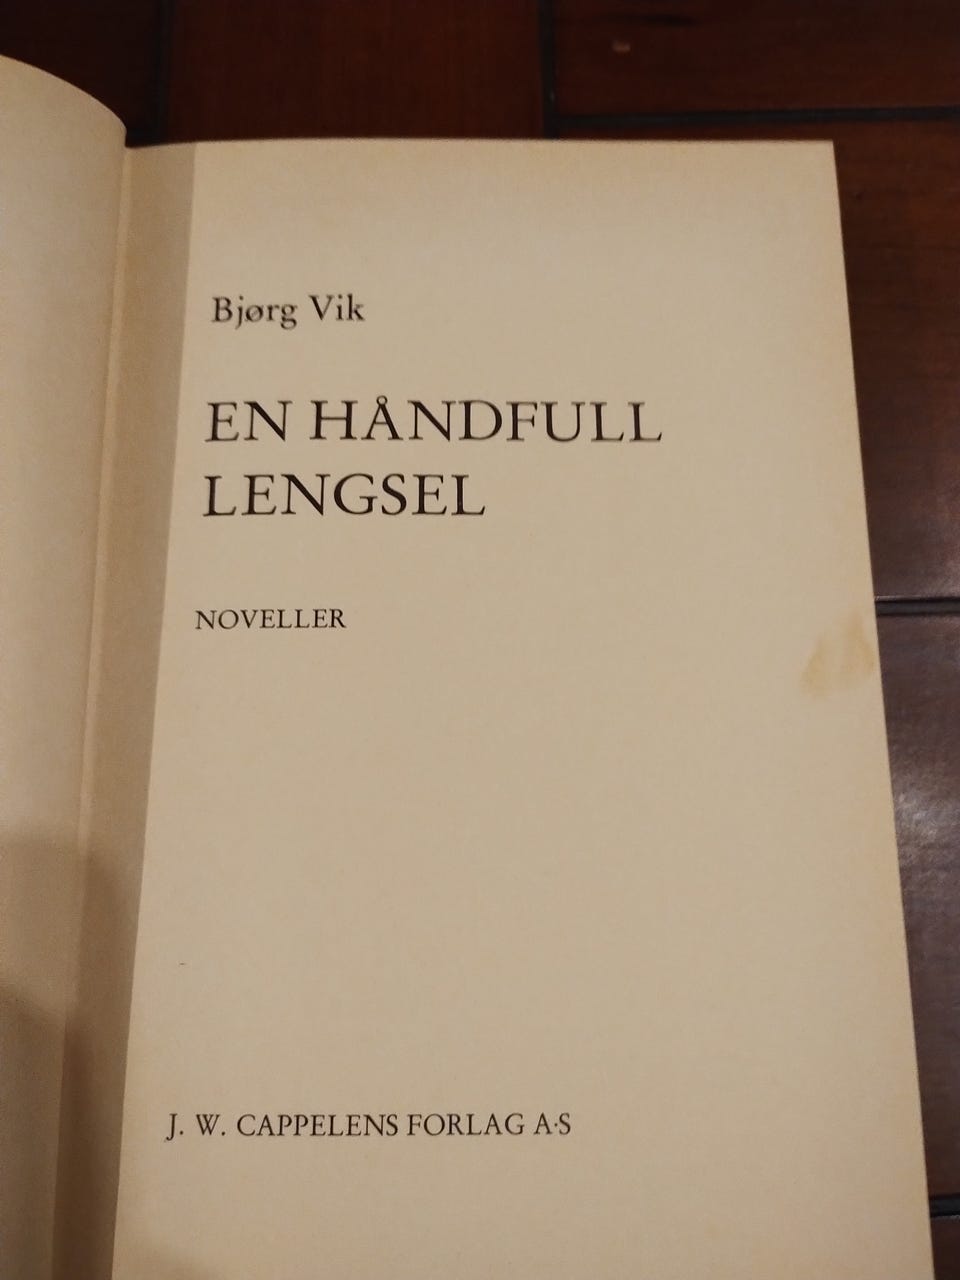 Bjørg Vik
EN HÅNDFULL
LENGSEL
NOVELLER
J. W. CAPPELENS FORLAG A·S